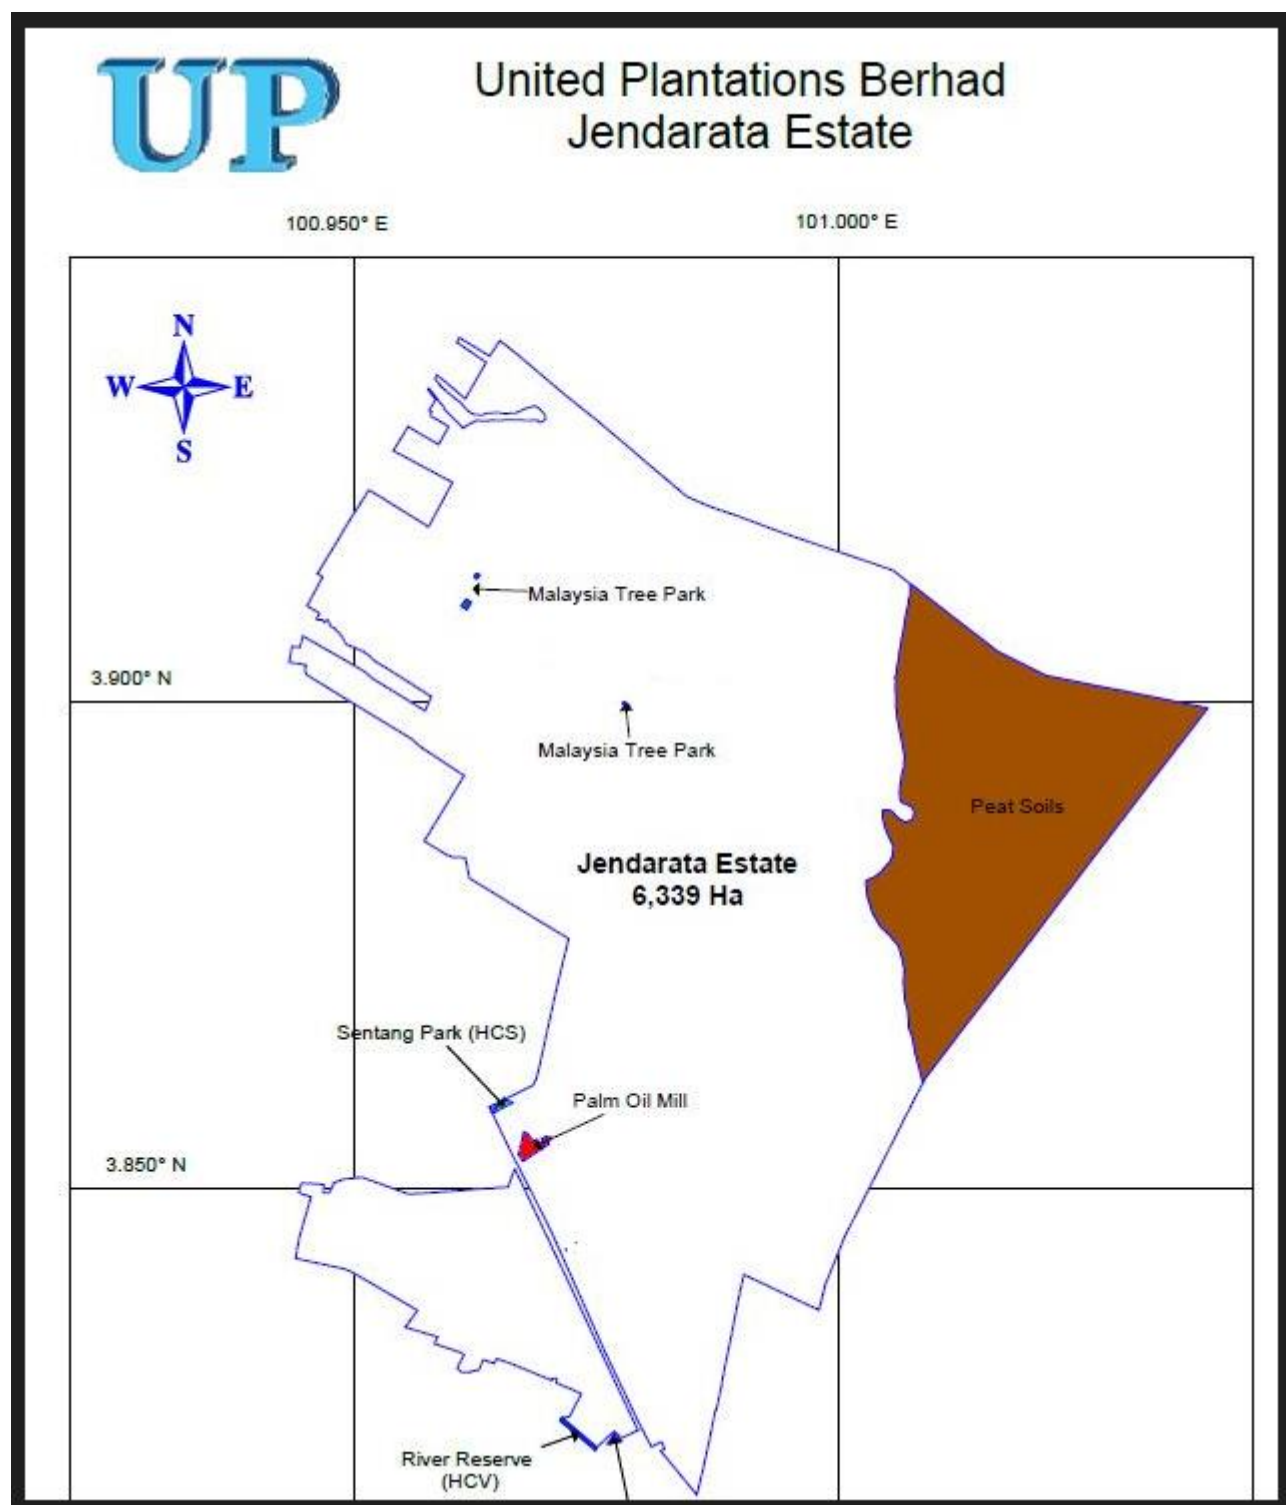 UP
United Plantations Berhad
Jendarata Estate
100.950° E
101.000° E
N
W
E
S
Malaysia Tree Park
3.900° N
Malaysia Tree Park
Peat Soils
Jendarata Estate
6,339 Ha
Sentang Park (HCS)
Palm Oil Mill
3.850° N
River Reserve
(HCV)